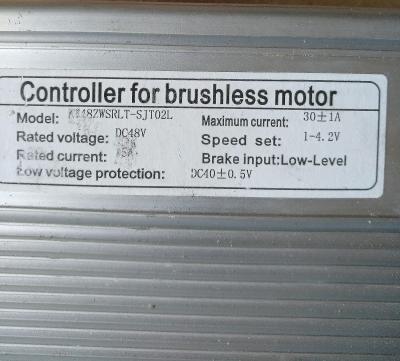 Controller for brushless motor
Model: 48ZWSRLT-SJT02L Maximum current: 30±1A
Rated voltage: DC48V Speed set: 1-4.2V
Rated current: Brake input:Low-Level
Low voltage protection: DC40±0.5V